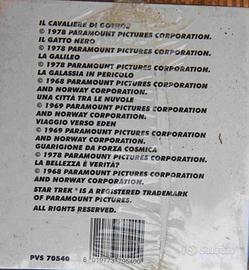 IL CAVALIERE DI GOTHOS
© 1978 PARAMOUNT PICTURES CORPORATION.
IL GATTO NERO
© 1978 PARAMOUNT PICTURES CORPORATION.
LA GALILEO
© 1978 PARAMOUNT PICTURES CORPORATION.
LA GALASSIA IN PERICOLO
© 1968 PARAMOUNT PICTURES CORPORATION
AND NORWAY CORPORATION.
UNA CITTÀ TRA LE NUVOLE
© 1969 PARAMOUNT PICTURES CORPORATION
AND NORWAY CORPORATION.
VIAGGIO VERSO EDEN
© 1969 PARAMOUNT PICTURES CORPORATION
AND NORWAY CORPORATION.
GUARIGIONE DA FORZA COSMICA
© 1978 PARAMOUNT PICTURES CORPORATION.
LA BELLEZZA È VERITÀ?
© 1968 PARAMOUNT PICTURES CORPORATION
AND NORWAY CORPORATION.
STAR TREK ® IS A REGISTERED TRADEMARK
OF PARAMOUNT PICTURES.
ALL RIGHTS RESERVED.
PVS 70540